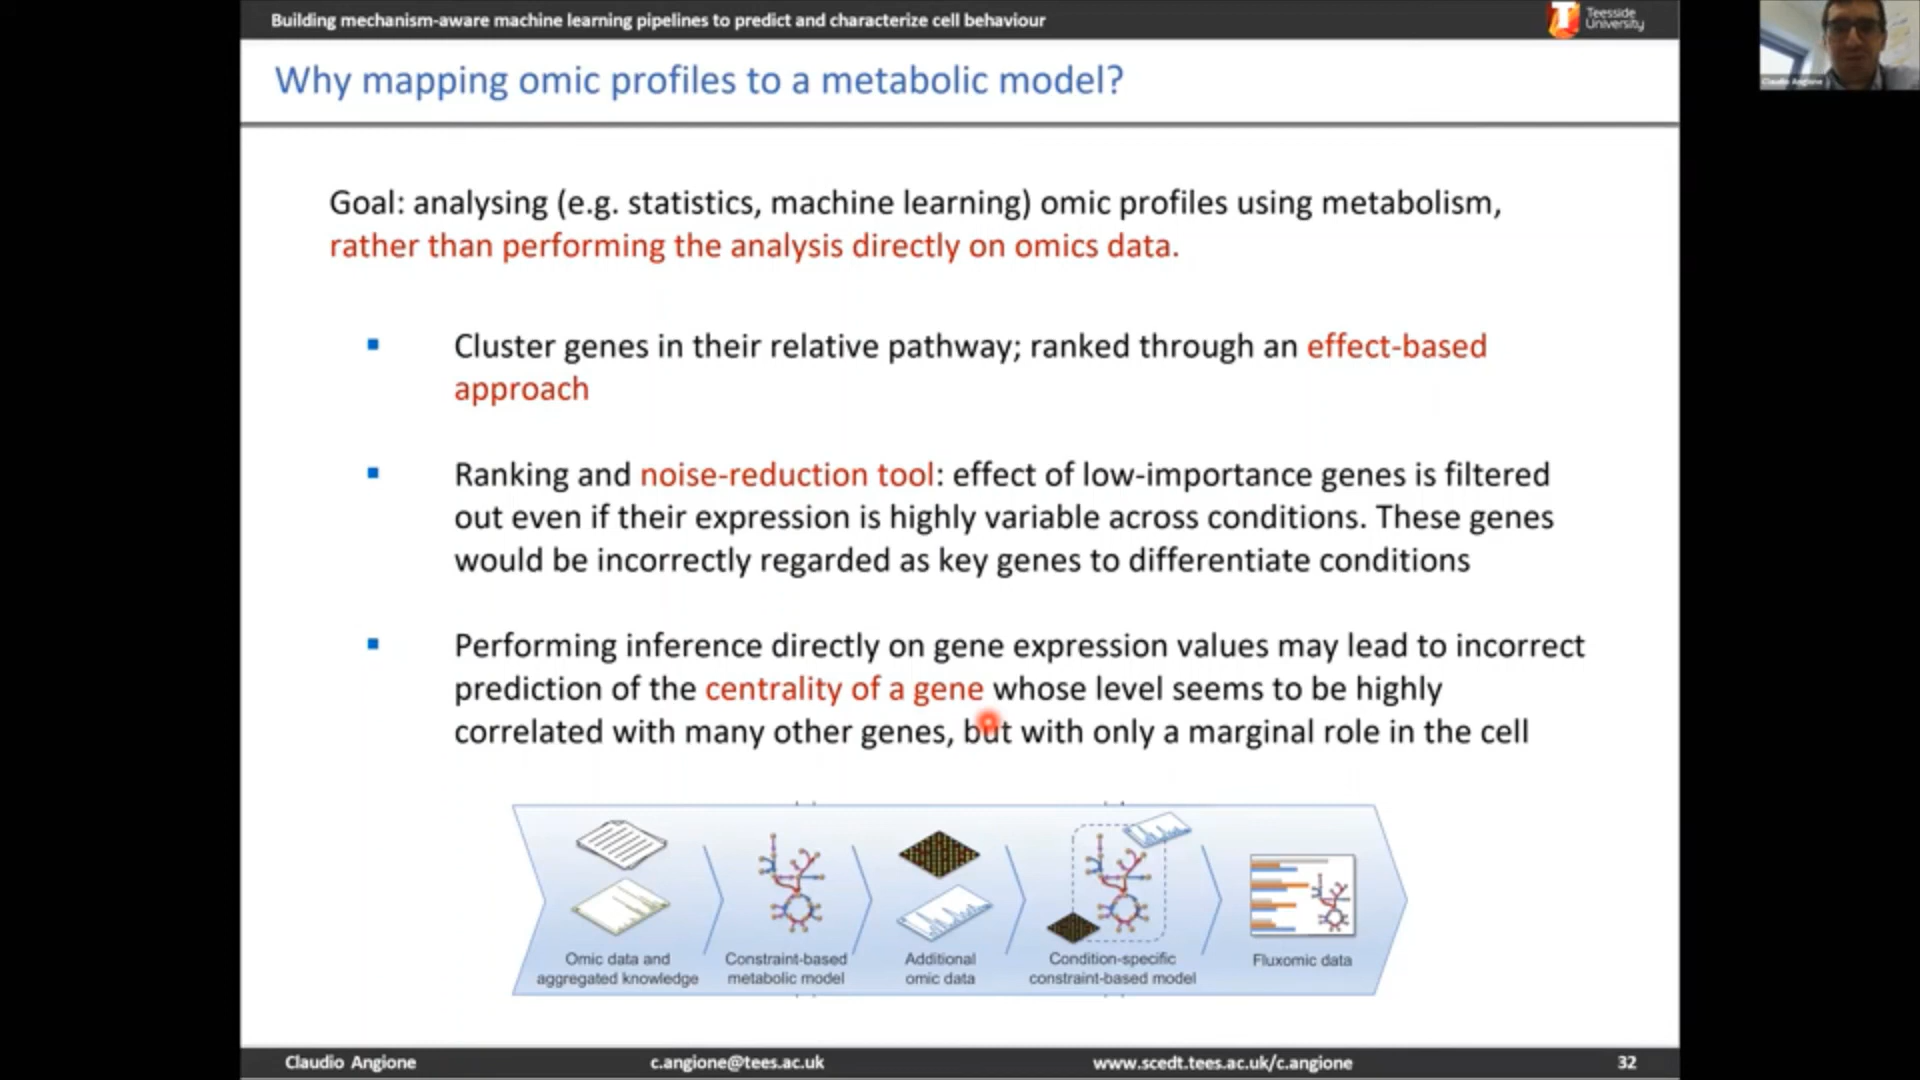 Building mechanism-aware machine learning pipelines to predict and characterize cell behaviour
Teesside
University
Claudio Angione
Why mapping omic profiles to a metabolic model?
Goal: analysing (e.g. statistics, machine learning) omic profiles using metabolism,
rather than performing the analysis directly on omics data.
Cluster genes in their relative pathway; ranked through an effect-based
approach
Ranking and noise-reduction tool: effect of low-importance genes is filtered
out even if their expression is highly variable across conditions. These genes
would be incorrectly regarded as key genes to differentiate conditions
Performing inference directly on gene expression values may lead to incorrect
prediction of the centrality of a gene whose level seems to be highly
correlated with many other genes, but with only a marginal role in the cell
Omic data and
aggregated knowledge
Constraint-based
metabolic model
Additional
omic data
Condition-specific
constraint-based model
Fluxomic data
Claudio Angione
c.angione@tees.ac.uk
www.scedt.tees.ac.uk/c.angione
32